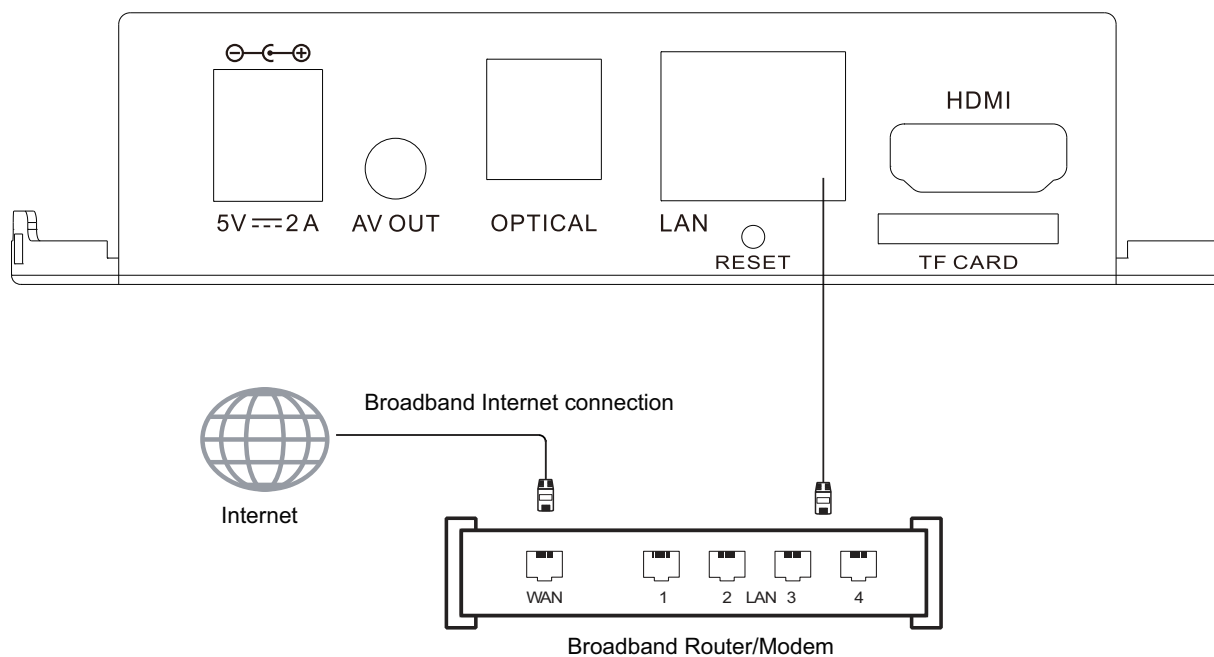 HDMI
5V⎓2 A AV OUT OPTICAL LAN
RESET TF CARD
Broadband Internet connection
Internet
WAN 1 2 LAN 3 4
Broadband Router/Modem